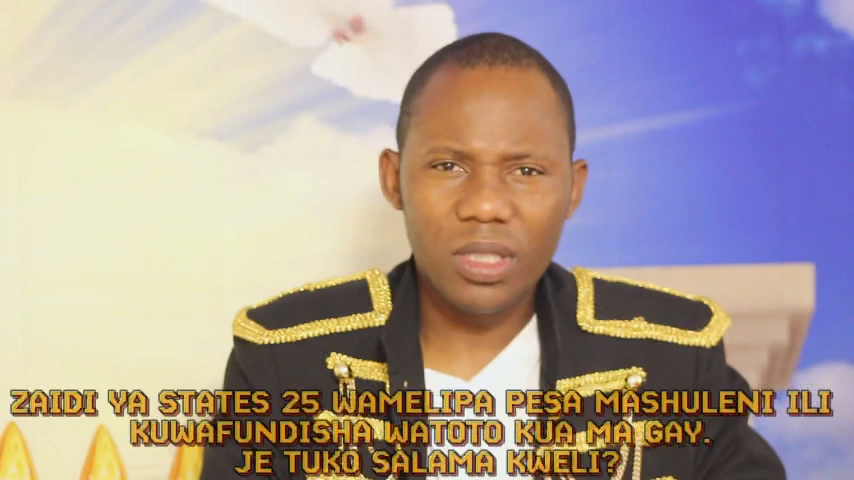 ZAIDI YA STATES 25 WAMELIPA PESA MASHULENI ILI
KUWAFUNDISHA WATOTO KUA MA GAY.
JE TUKO SALAMA KWELI?